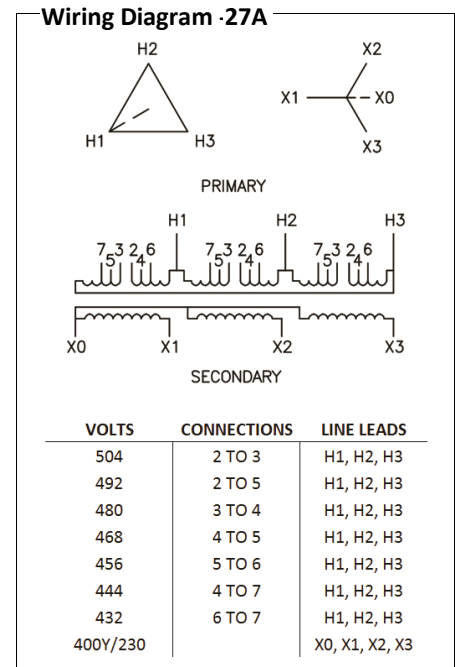 Wiring Diagram -27A
H2
H1
H3
X2
X1
X0
X3
PRIMARY
H1 H2 H3
7 5 3 2 4 6 7 5 3 2 4 6 7 5 3 2 4 6
X0 X1 X2 X3
SECONDARY
VOLTS CONNECTIONS LINE LEADS
504 2 TO 3 H1, H2, H3
492 2 TO 5 H1, H2, H3
480 3 TO 4 H1, H2, H3
468 4 TO 5 H1, H2, H3
456 5 TO 6 H1, H2, H3
444 4 TO 7 H1, H2, H3
432 6 TO 7 H1, H2, H3
400Y/230 X0, X1, X2, X3